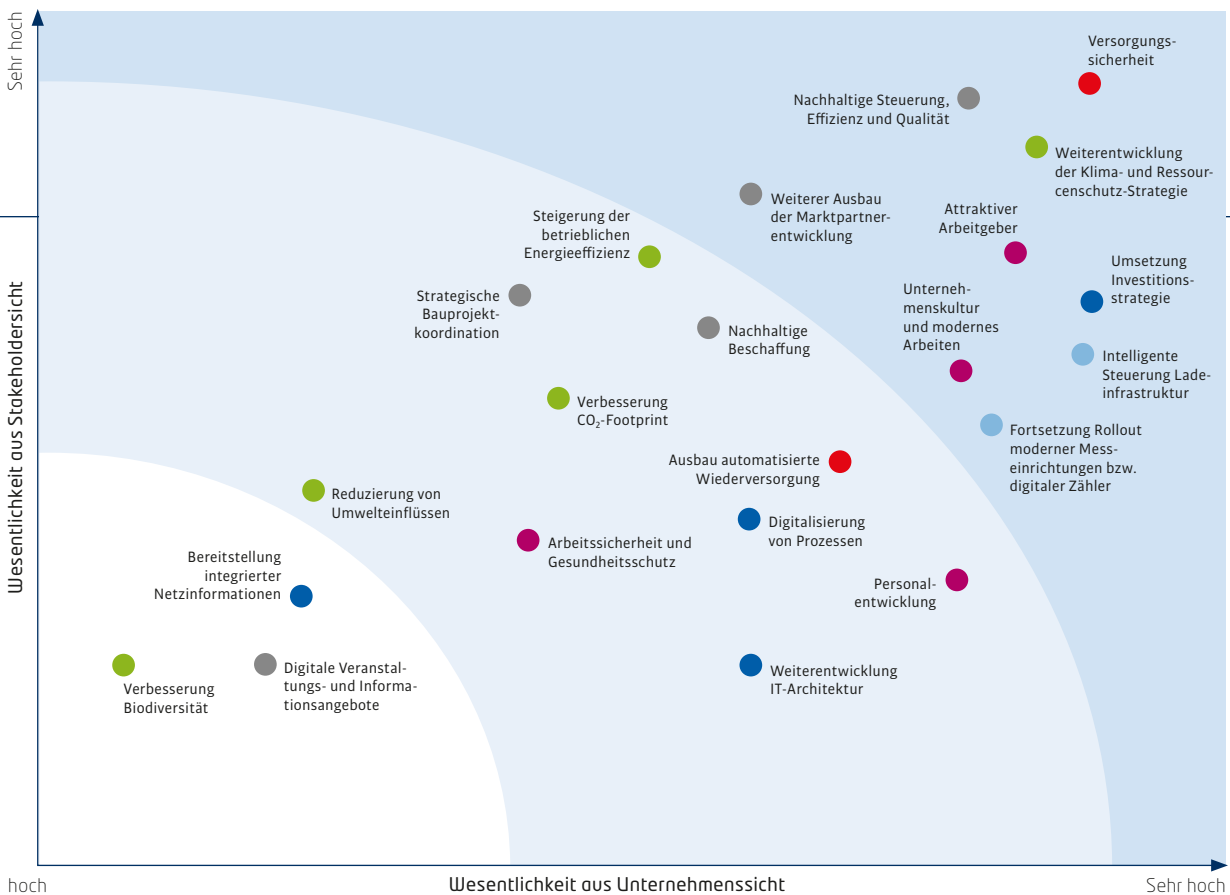 Sehr hoch
Wesentlichkeit aus Stakeholdersicht
Versorgungs-
sicherheit
Nachhaltige Steuerung,
Effizienz und Qualität
Weiterentwicklung
der Klima- und Ressour-
censchutz-Strategie
Weiterer Ausbau
der Marktpartner-
entwicklung
Attraktiver
Arbeitgeber
Steigerung der
betrieblichen
Energieeffizienz
Umsetzung
Investitions-
strategie
Strategische
Bauprojekt-
koordination
Unterneh-
menskultur
und modernes
Arbeiten
Nachhaltige
Beschaffung
Intelligente
Steuerung Lade-
infrastruktur
Verbesserung
CO₂-Footprint
Fortsetzung Rollout
moderner Mess-
einrichtungen bzw.
digitaler Zähler
Ausbau automatisierte
Wiederversorgung
Reduzierung von
Umwelteinflüssen
Digitalisierung
von Prozessen
Arbeitssicherheit und
Gesundheitsschutz
Bereitstellung
integrierter
Netzinformationen
Personal-
entwicklung
Verbesserung
Biodiversität
Digitale Veranstal-
tungs- und Informa-
tionsangebote
Weiterentwicklung
IT-Architektur
hoch
Wesentlichkeit aus Unternehmenssicht
Sehr hoch